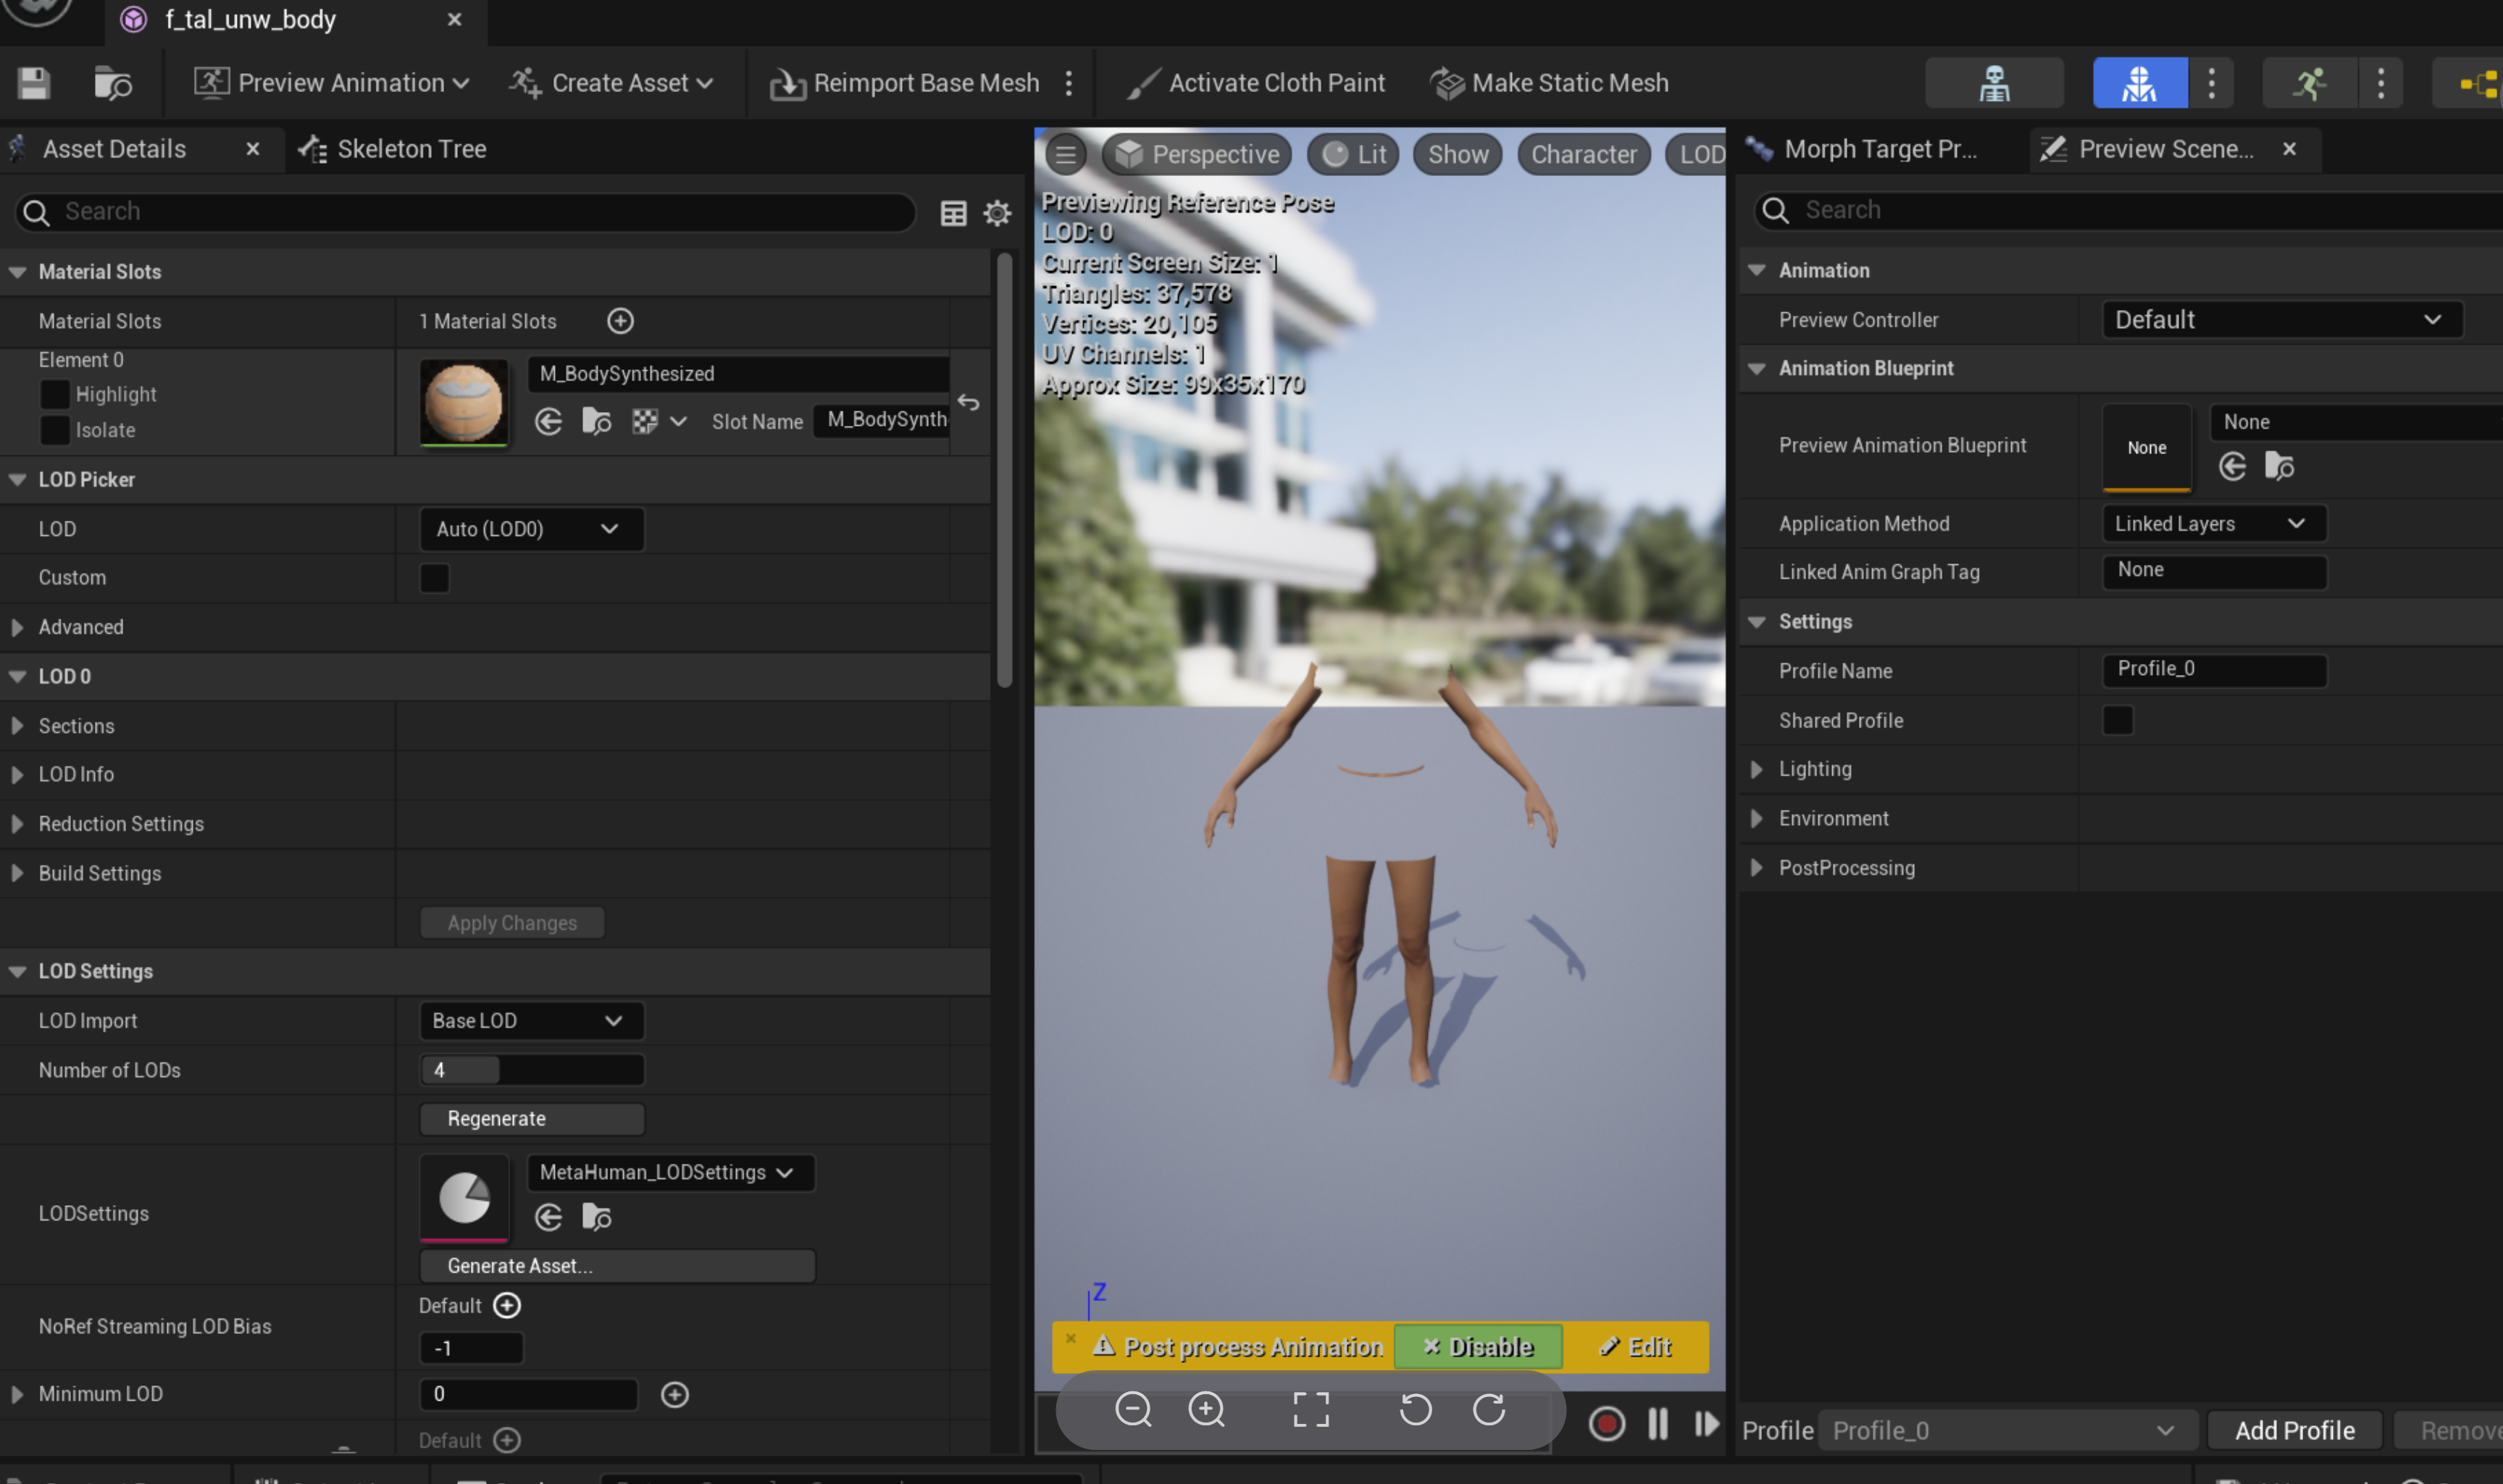 f_tal_unw_body
Preview Animation
Create Asset
Reimport Base Mesh
Activate Cloth Paint
Make Static Mesh
Asset Details
Skeleton Tree
Search
Material Slots
Material Slots
1 Material Slots
Element 0
Highlight
Isolate
M_BodySynthesized
Slot Name
M_BodySynth
LOD Picker
LOD
Auto (LOD0)
Custom
Advanced
LOD 0
Sections
LOD Info
Reduction Settings
Build Settings
Apply Changes
LOD Settings
LOD Import
Base LOD
Number of LODs
4
Regenerate
LODSettings
MetaHuman_LODSettings
Generate Asset...
NoRef Streaming LOD Bias
Default
-1
Minimum LOD
0
Default
Perspective
Lit
Show
Character
LOD
Previewing Reference Pose
LOD: 0
Current Screen Size: 1
Triangles: 37,578
Vertices: 20,105
UV Channels: 1
Approx Size: 99x35x170
Z
Post process Animation
Disable
Edit
Morph Target Pr...
Preview Scene...
Search
Animation
Preview Controller
Default
Animation Blueprint
Preview Animation Blueprint
None
None
Application Method
Linked Layers
Linked Anim Graph Tag
None
Settings
Profile Name
Profile_0
Shared Profile
Lighting
Environment
PostProcessing
Profile
Profile_0
Add Profile
Remove